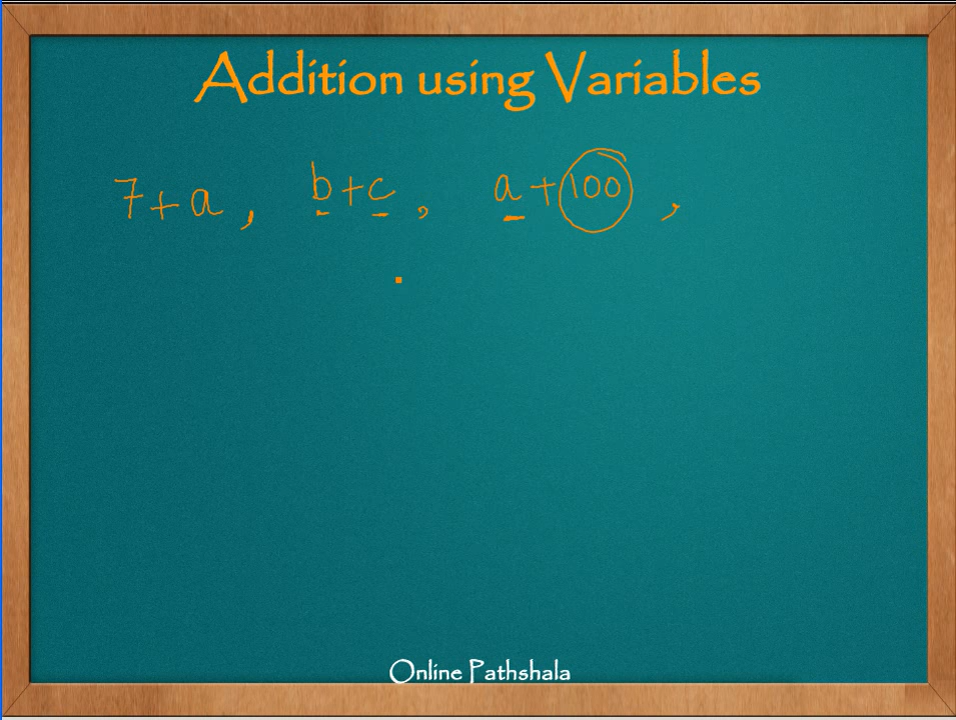 Addition using Variables
7+a, b+c, a+100,
Online Pathshala